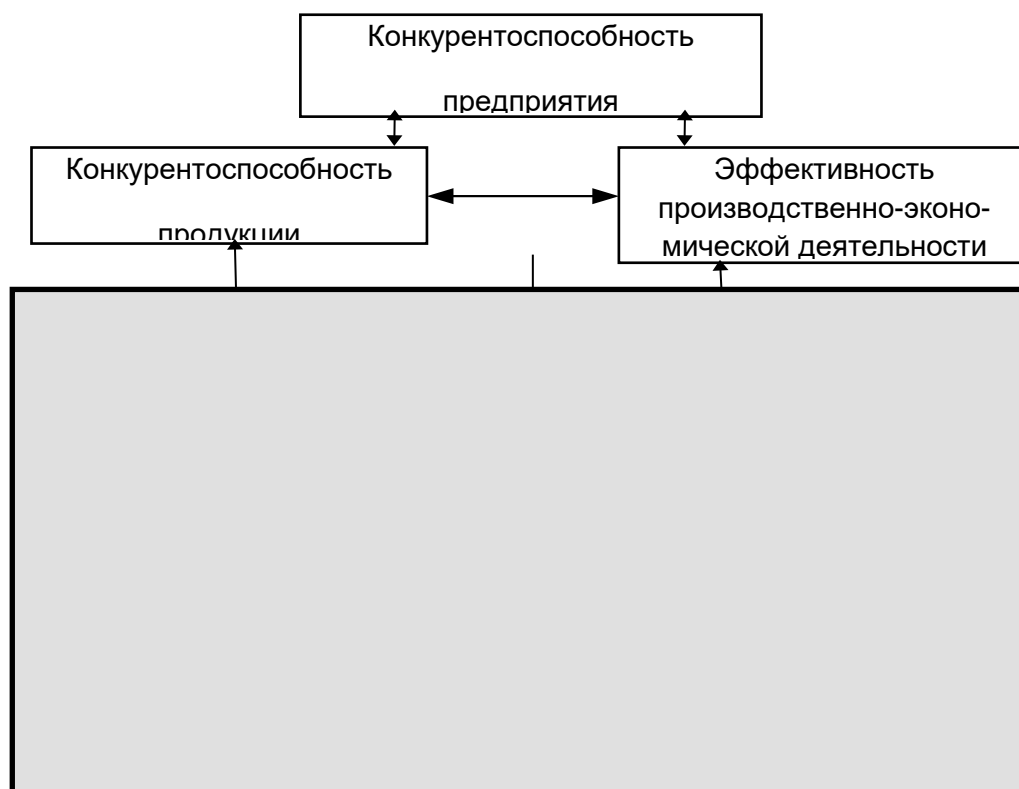 Конкурентоспособность
предприятия
Конкурентоспособность
продукции
Эффективность
производственно-эконо-
мической деятельности